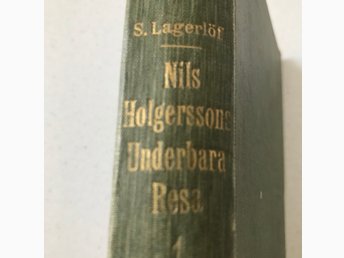 S. Lagerlöf
Nils
Holgerssons
Underbara
Resa
1